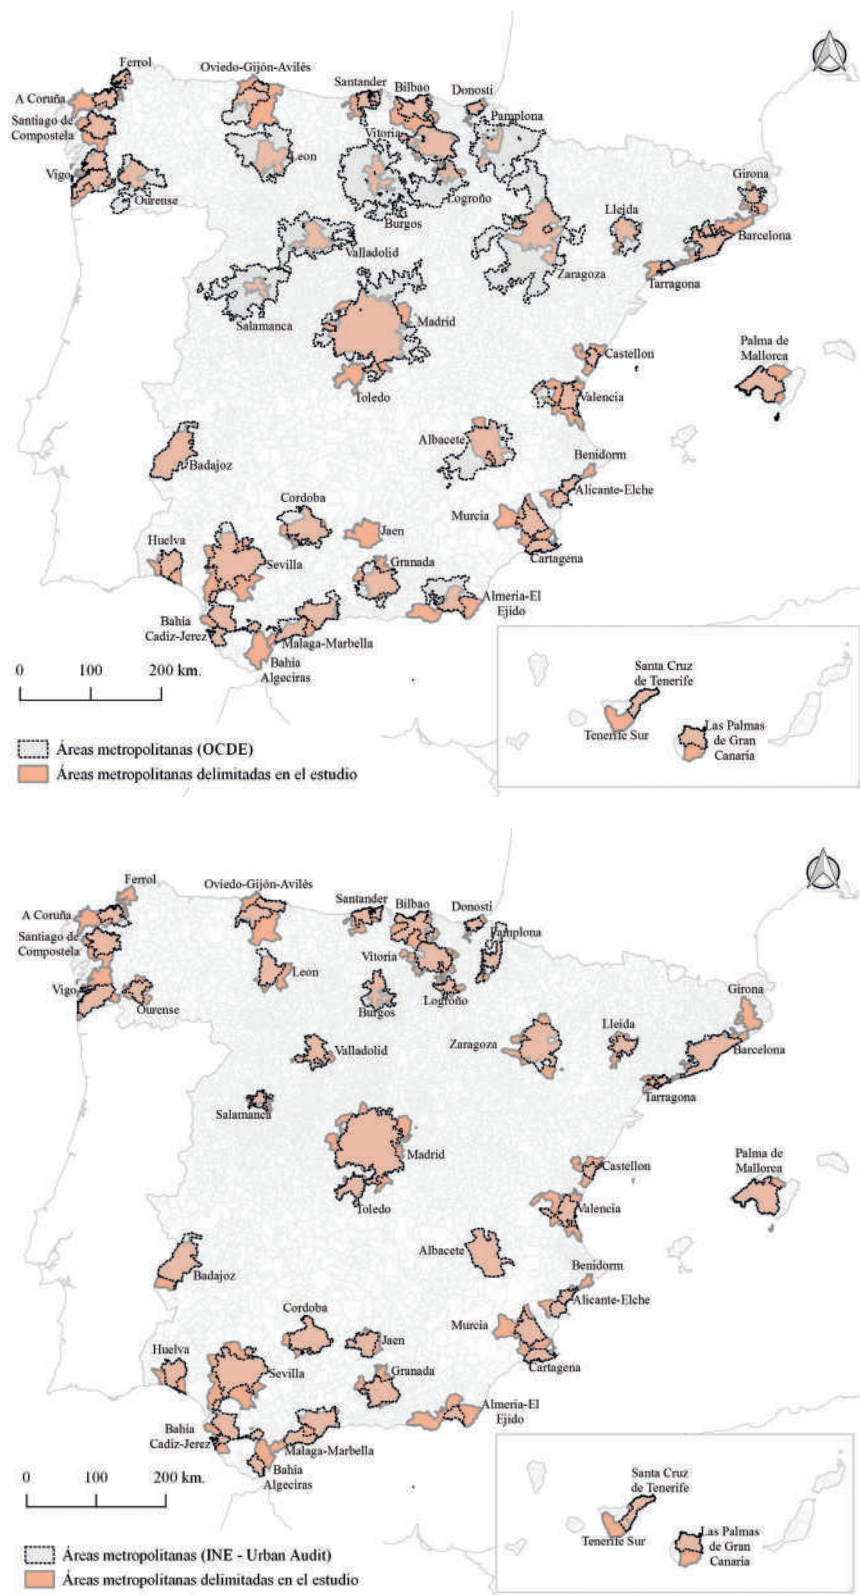 Ferrol
Oviedo-Gijón-Avilés
Santander
Bilbao
Donosti
A Coruña
Pamplona
Santiago de
Compostela
Vitoria
Leon
Vigo
Girona
Ourense
Logroño
Lleida
Burgos
Barcelona
Valladolid
Zaragoza
Tarragona
Salamanca
Madrid
Palma de
Mallorca
Castellon
Toledo
Valencia
Albacete
Badajoz
Benidorm
Alicante-Elche
Cordoba
Murcia
Huelva
Jaen
Cartagena
Sevilla
Granada
Almería-El
Ejido
Bahía
Cadiz-Jerez
Malaga-Marbella
Bahía
Algeciras
0 100 200 km.
Santa Cruz
de Tenerife
Tenerife Sur
Las Palmas
de Gran
Canaria
Áreas metropolitanas (OCDE)
Áreas metropolitanas delimitadas en el estudio
Ferrol
Oviedo-Gijón-Avilés
Santander
Bilbao
Donosti
A Coruña
Santiago de
Compostela
Pamplona
Vitoria
Leon
Vigo
Ourense
Burgos
Logroño
Girona
Lleida
Valladolid
Zaragoza
Barcelona
Tarragona
Salamanca
Madrid
Palma de
Mallorca
Castellon
Toledo
Valencia
Albacete
Badajoz
Benidorm
Alicante-Elche
Cordoba
Murcia
Huelva
Jaen
Cartagena
Sevilla
Granada
Almería-El
Ejido
Bahía
Cadiz-Jerez
Malaga-Marbella
Bahía
Algeciras
0 100 200 km.
Santa Cruz
de Tenerife
Tenerife Sur
Las Palmas
de Gran
Canaria
Áreas metropolitanas (INE - Urban Audit)
Áreas metropolitanas delimitadas en el estudio